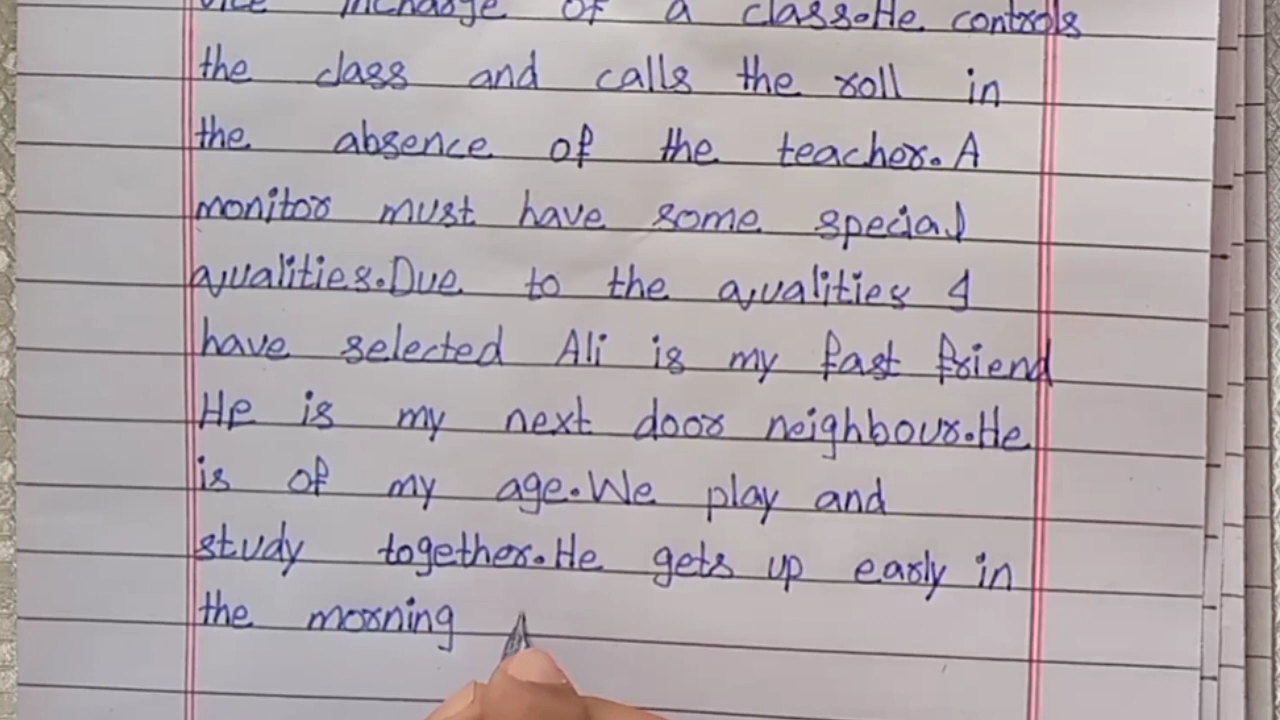 vice incharge of a class.He controls
the class and calls the roll in
the absence of the teacher.A
monitor must have some special
qualities.Due to the qualities I
have selected Ali is my fast friend
He is my next door neighbour.He
is of my age.We play and
study together.He gets up early in
the morning